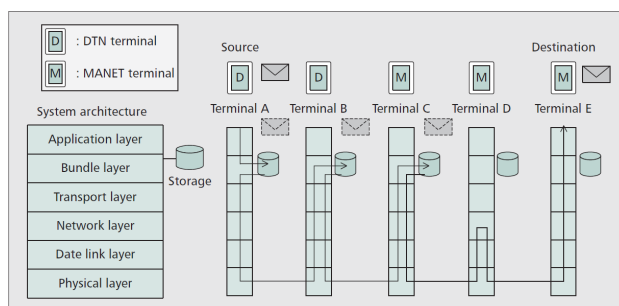 D : DTN terminal
M : MANET terminal
Source
Destination
D D M M M
System architecture
Terminal A Terminal B Terminal C Terminal D Terminal E
Application layer
Bundle layer
Storage
Transport layer
Network layer
Date link layer
Physical layer